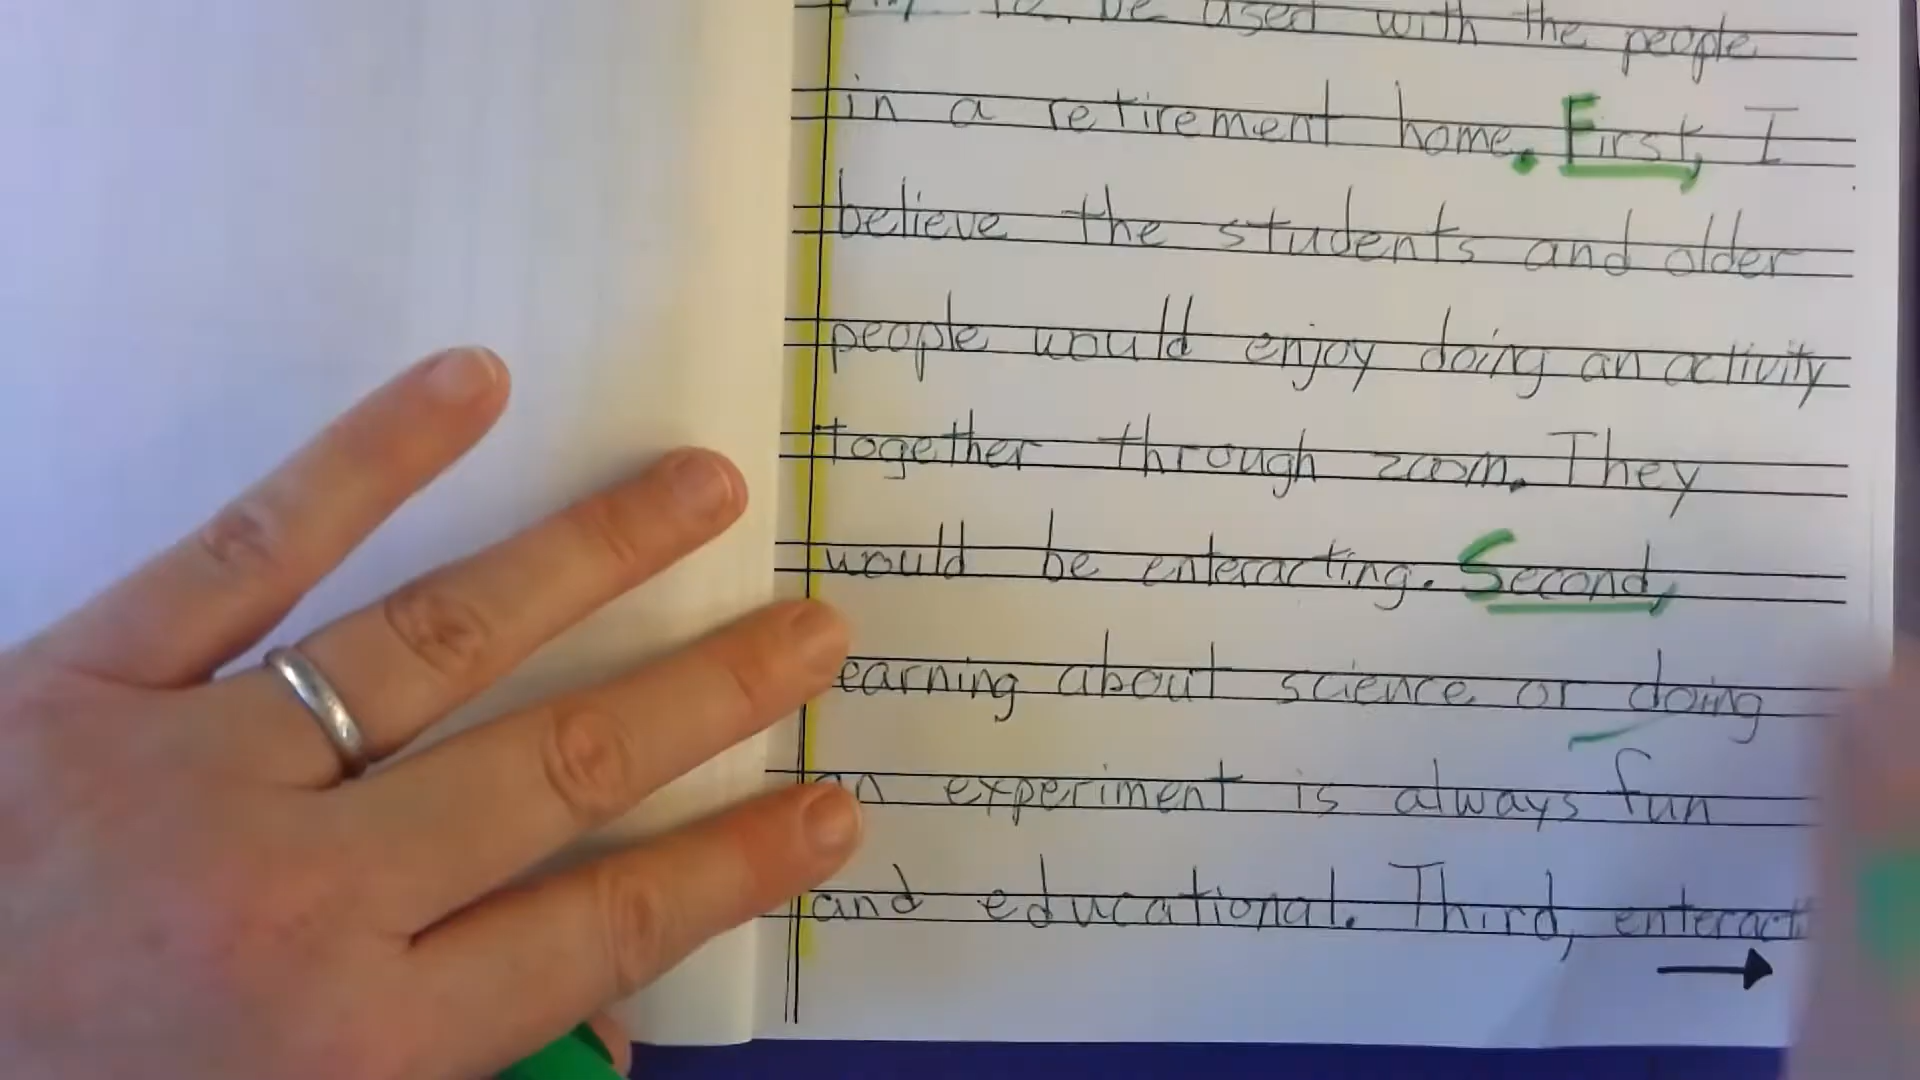 to be used with the people
in a retirement home. First, I
believe the students and older
people would enjoy doing an activity
together through zoom. They
would be enteracting. Second,
earning about science or doing
an experiment is always fun
and educational. Third, enteract